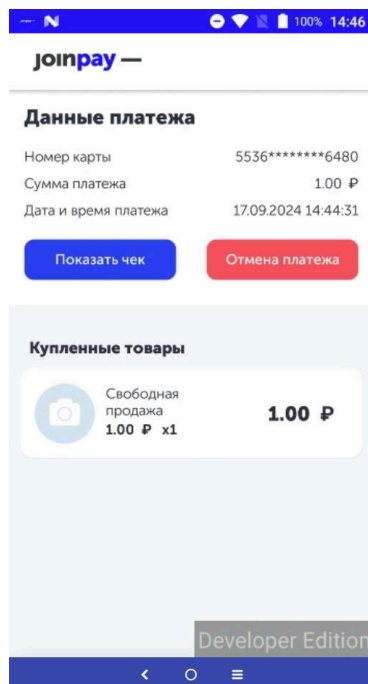 100% 14:46
joinpay —
Данные платежа
Номер карты 5536********6480
Сумма платежа 1.00 ₽
Дата и время платежа 17.09.2024 14:44:31
Показать чек Отмена платежа
Купленные товары
Свободная
продажа
1.00 ₽ x1
1.00 ₽
Developer Edition